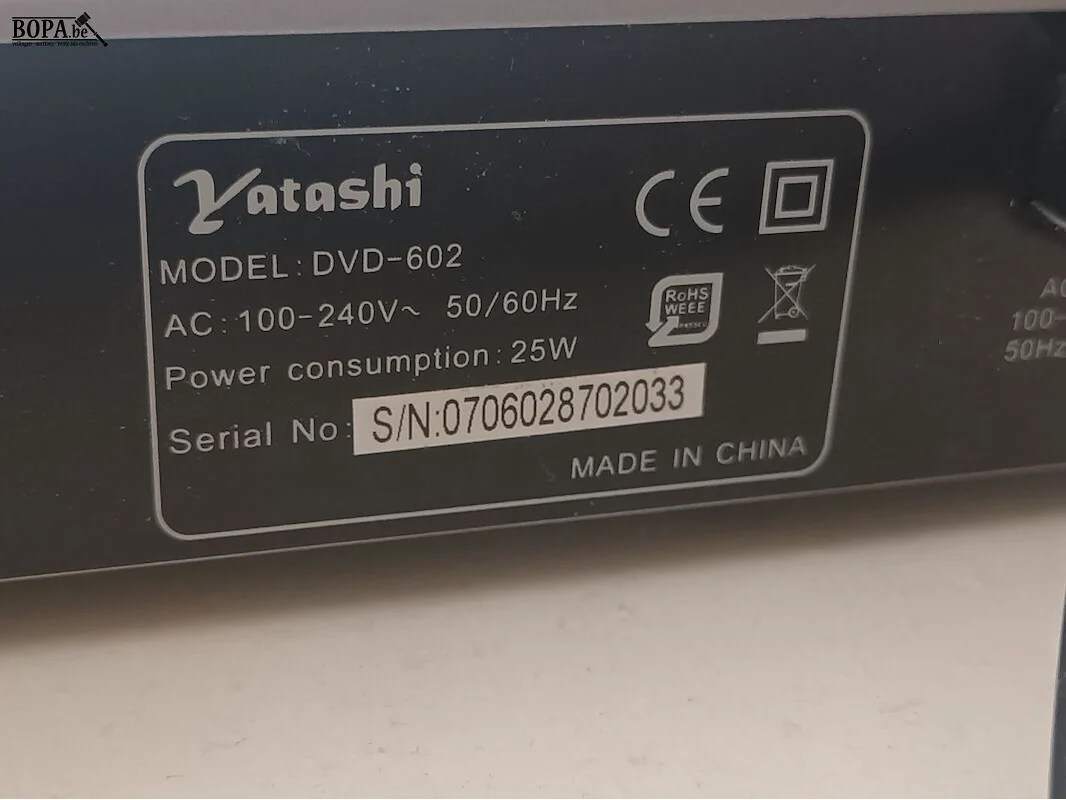 BOPA.be
Yatashi
MODEL: DVD-602
AC: 100-240V~ 50/60Hz
Power consumption: 25W
Serial No: S/N:0706028702033
MADE IN CHINA
CE
RoHS
WEEE
PASSED
AC
100-
50Hz